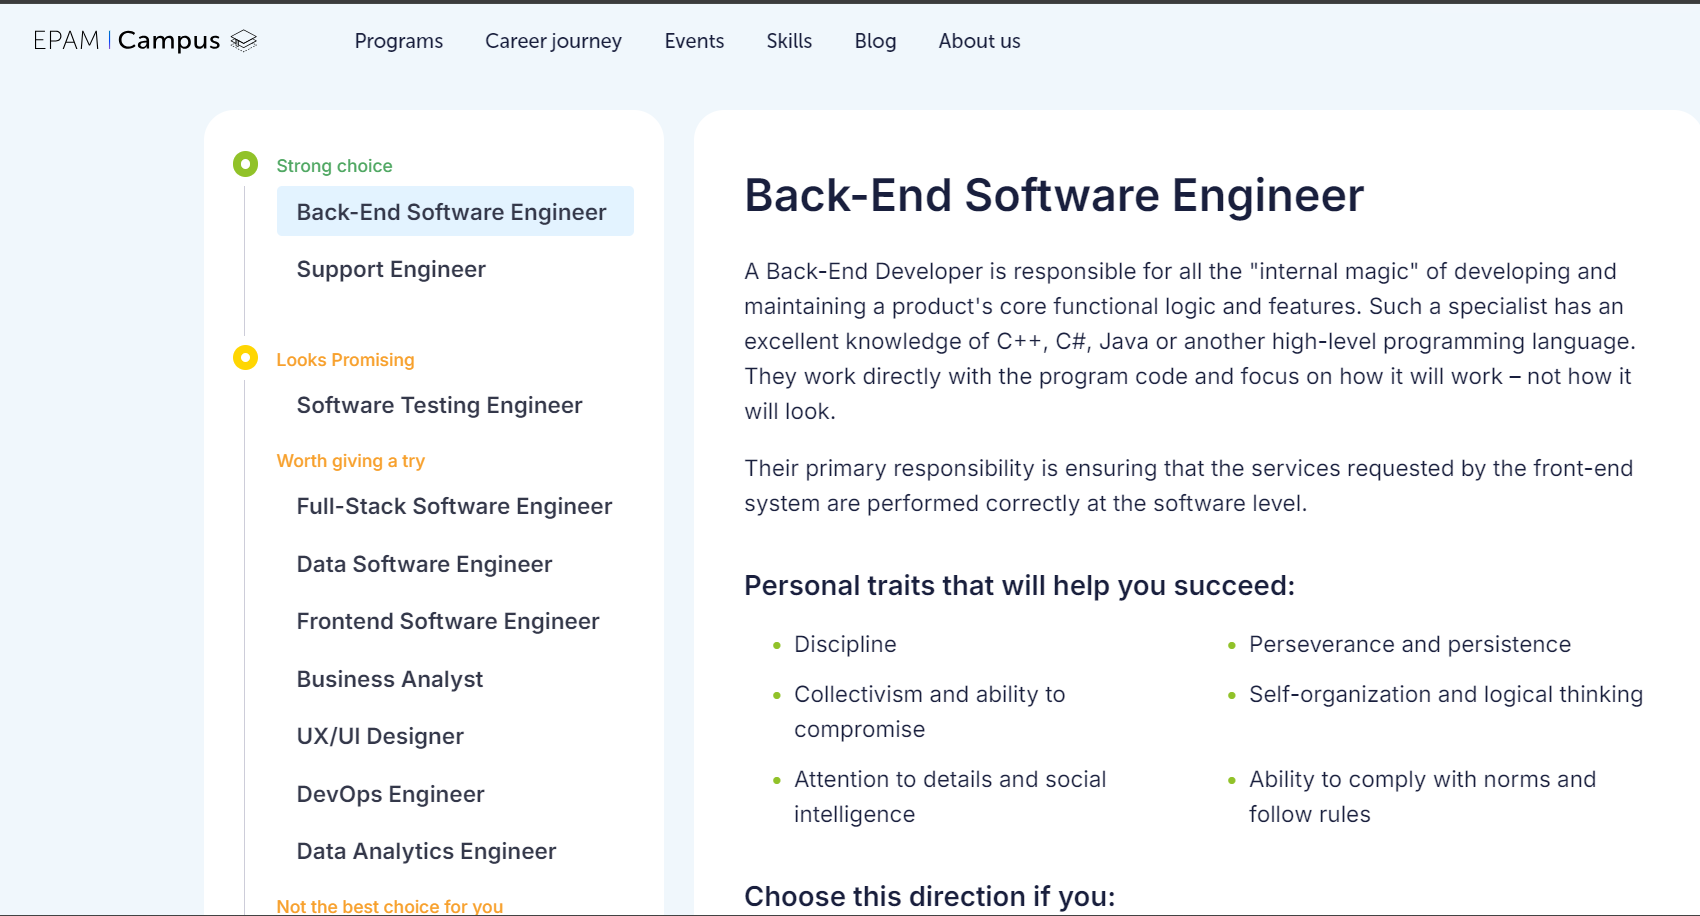 EPAM | Campus
Programs
Career journey
Events
Skills
Blog
About us
Strong choice
Back-End Software Engineer
Support Engineer
Looks Promising
Software Testing Engineer
Worth giving a try
Full-Stack Software Engineer
Data Software Engineer
Frontend Software Engineer
Business Analyst
UX/UI Designer
DevOps Engineer
Data Analytics Engineer
Not the best choice for you
Back-End Software Engineer
A Back-End Developer is responsible for all the "internal magic" of developing and
maintaining a product's core functional logic and features. Such a specialist has an
excellent knowledge of C++, C#, Java or another high-level programming language.
They work directly with the program code and focus on how it will work – not how it
will look.
Their primary responsibility is ensuring that the services requested by the front-end
system are performed correctly at the software level.
Personal traits that will help you succeed:
Discipline
Perseverance and persistence
Collectivism and ability to
compromise
Self-organization and logical thinking
Attention to details and social
intelligence
Ability to comply with norms and
follow rules
Choose this direction if you: